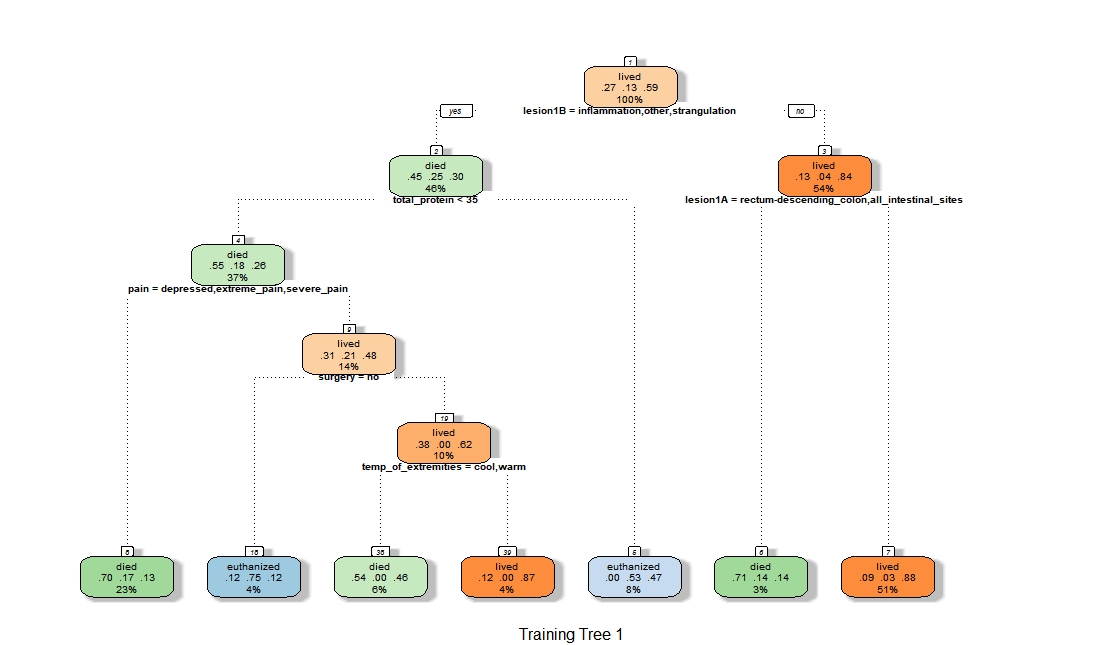 1
lived
.27 .13 .59
100%
yes lesion1B = inflammation,other,strangulation no
2 3
died lived
.45 .25 .30 .13 .04 .84
46% 54%
total_protein < 35 lesion1A = rectum-descending_colon,all_intestinal_sites
4
died
.55 .18 .26
37%
pain = depressed,extreme_pain,severe_pain
9
lived
.31 .21 .48
14%
surgery = no
19
lived
.38 .00 .62
10%
temp_of_extremities = cool,warm
8 18 38 39 5 6 7
died euthanized died lived euthanized died lived
.70 .17 .13 .12 .75 .12 .54 .00 .46 .12 .00 .87 .00 .53 .47 .71 .14 .14 .09 .03 .88
23% 4% 6% 4% 8% 3% 51%
Training Tree 1